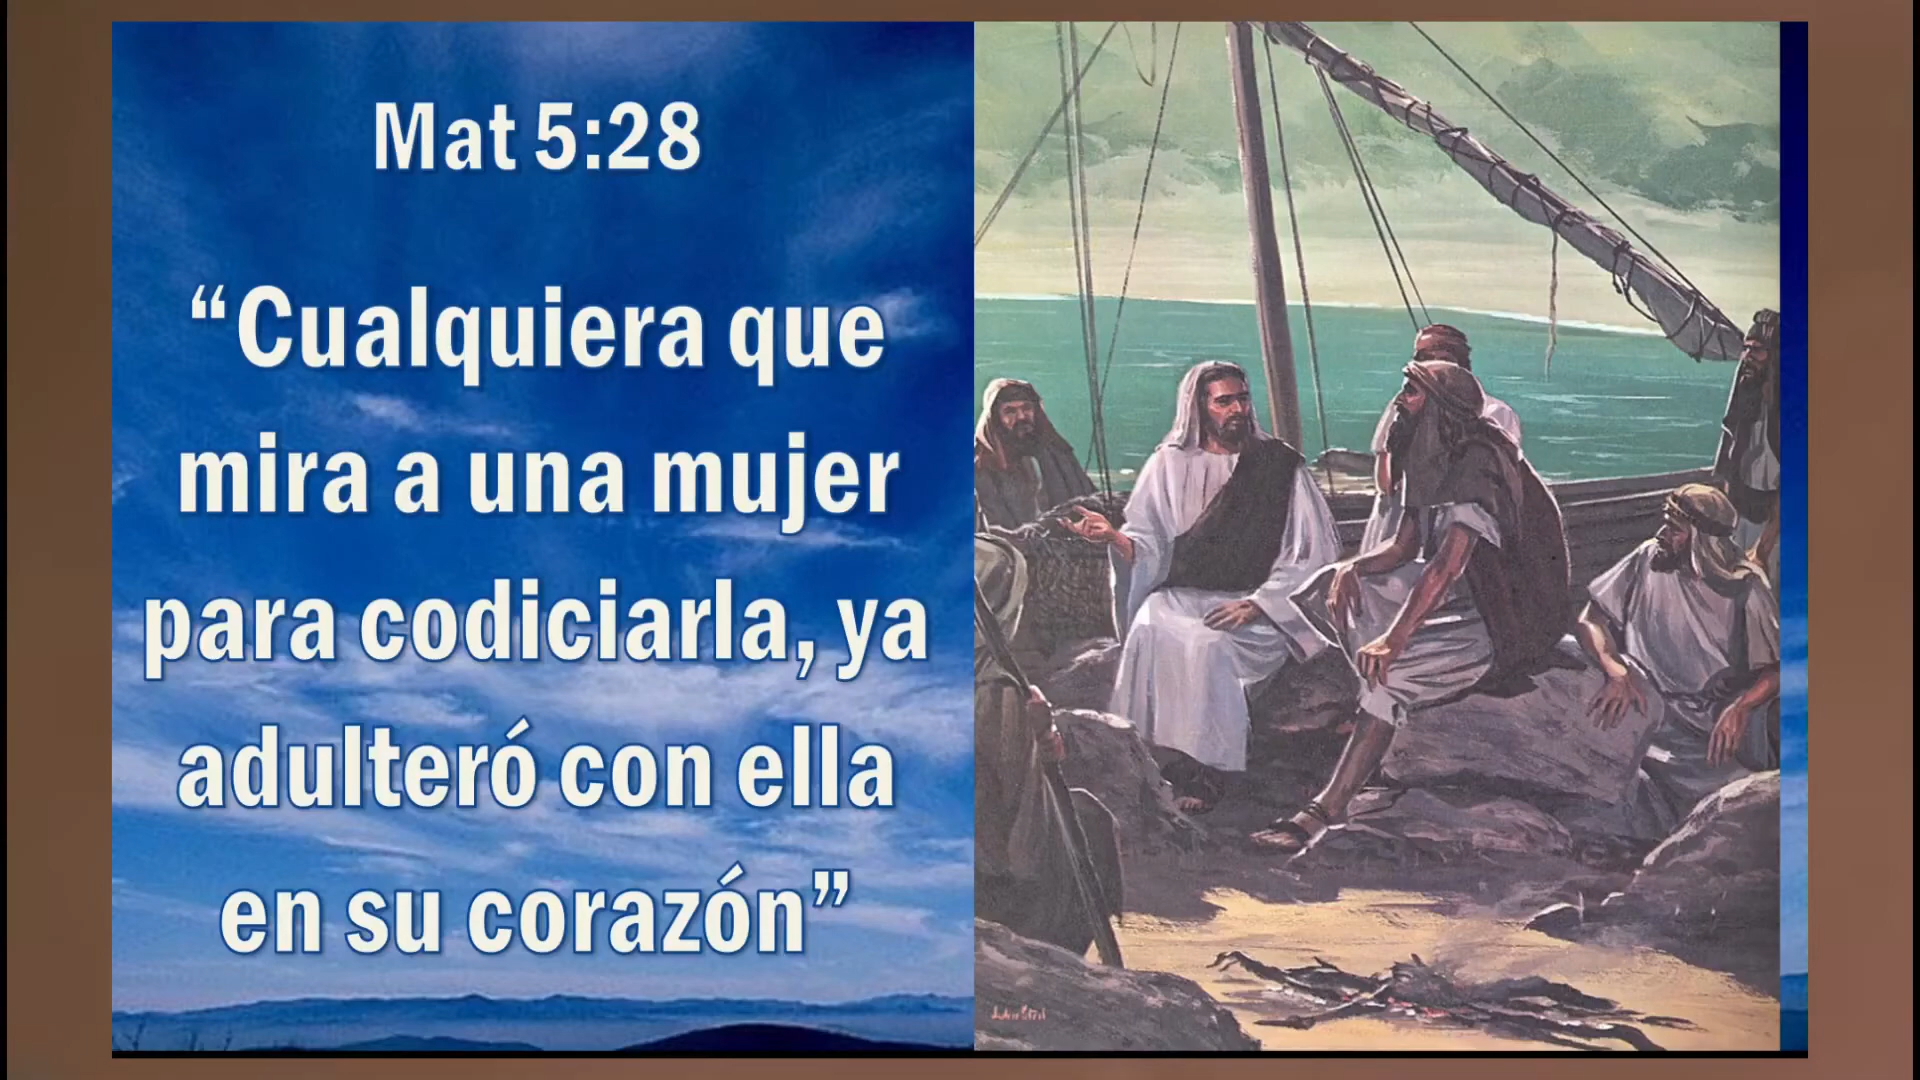 Mat 5:28
“Cualquiera que
mira a una mujer
para codiciarla, ya
adulteró con ella
en su corazón”